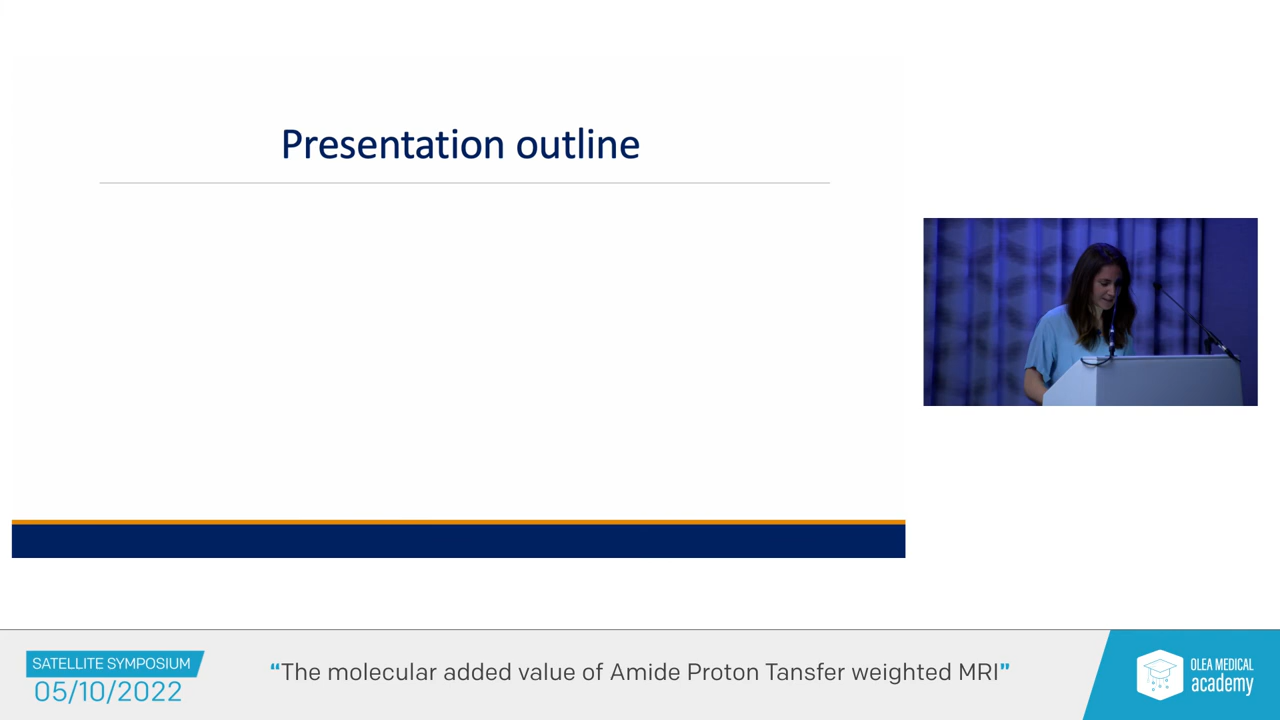 Presentation outline
SATELLITE SYMPOSIUM
05/10/2022
“The molecular added value of Amide Proton Tansfer weighted MRI”
OLEA MEDICAL
academy